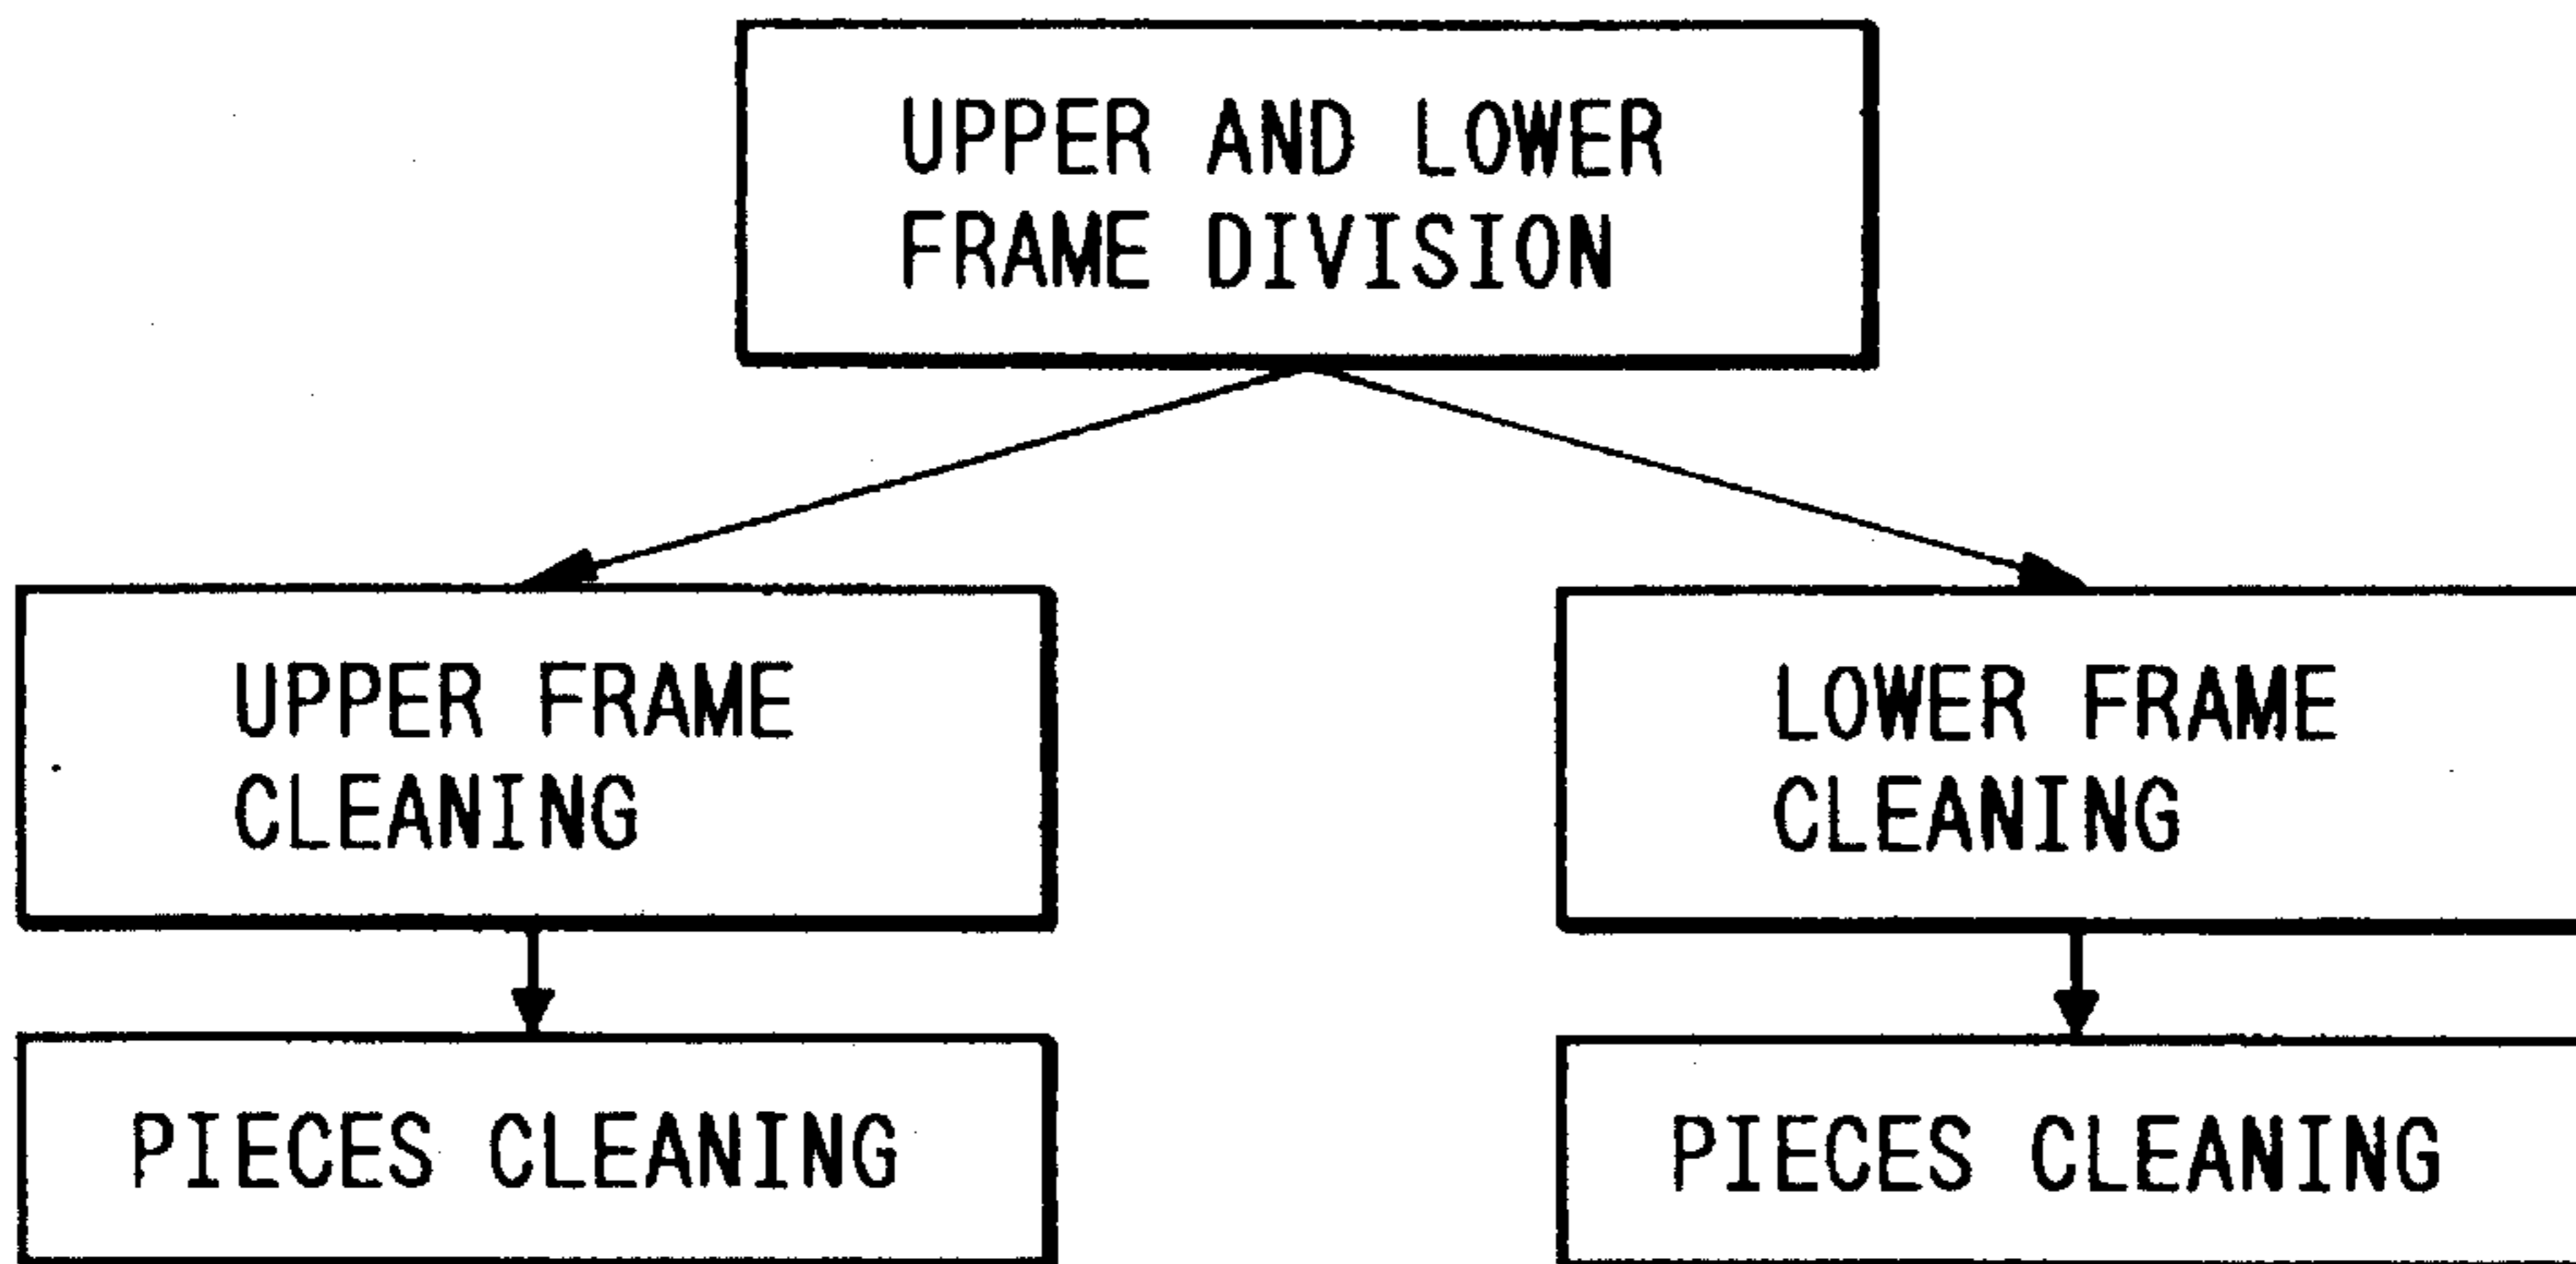 UPPER AND LOWER
FRAME DIVISION
UPPER FRAME
CLEANING
LOWER FRAME
CLEANING
PIECES CLEANING
PIECES CLEANING